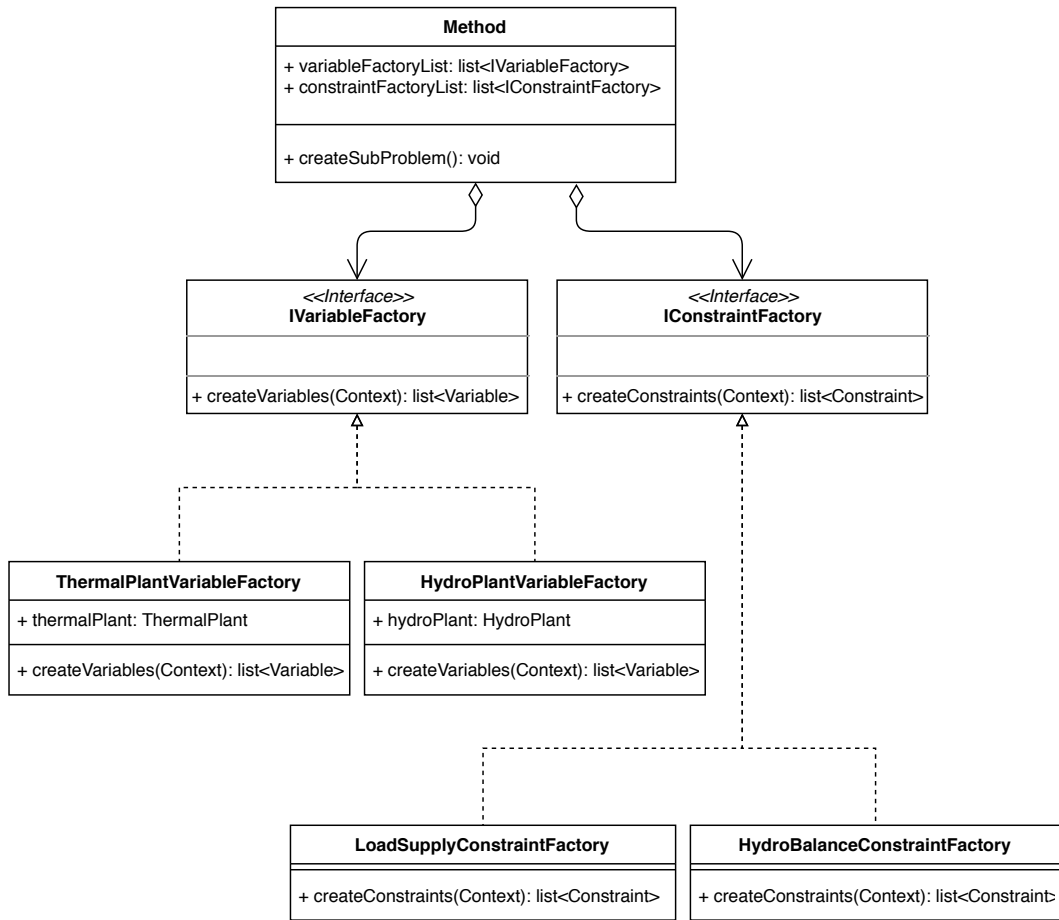 Method
+ variableFactoryList: list<IVariableFactory>
+ constraintFactoryList: list<IConstraintFactory>
+ createSubProblem(): void
<<Interface>>
IVariableFactory
+ createVariables(Context): list<Variable>
<<Interface>>
IConstraintFactory
+ createConstraints(Context): list<Constraint>
ThermalPlantVariableFactory
+ thermalPlant: ThermalPlant
+ createVariables(Context): list<Variable>
HydroPlantVariableFactory
+ hydroPlant: HydroPlant
+ createVariables(Context): list<Variable>
LoadSupplyConstraintFactory
+ createConstraints(Context): list<Constraint>
HydroBalanceConstraintFactory
+ createConstraints(Context): list<Constraint>